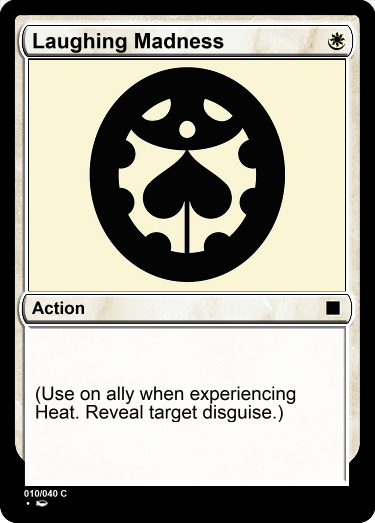 Laughing Madness
Action
(Use on ally when experiencing
Heat. Reveal target disguise.)
010/040 C